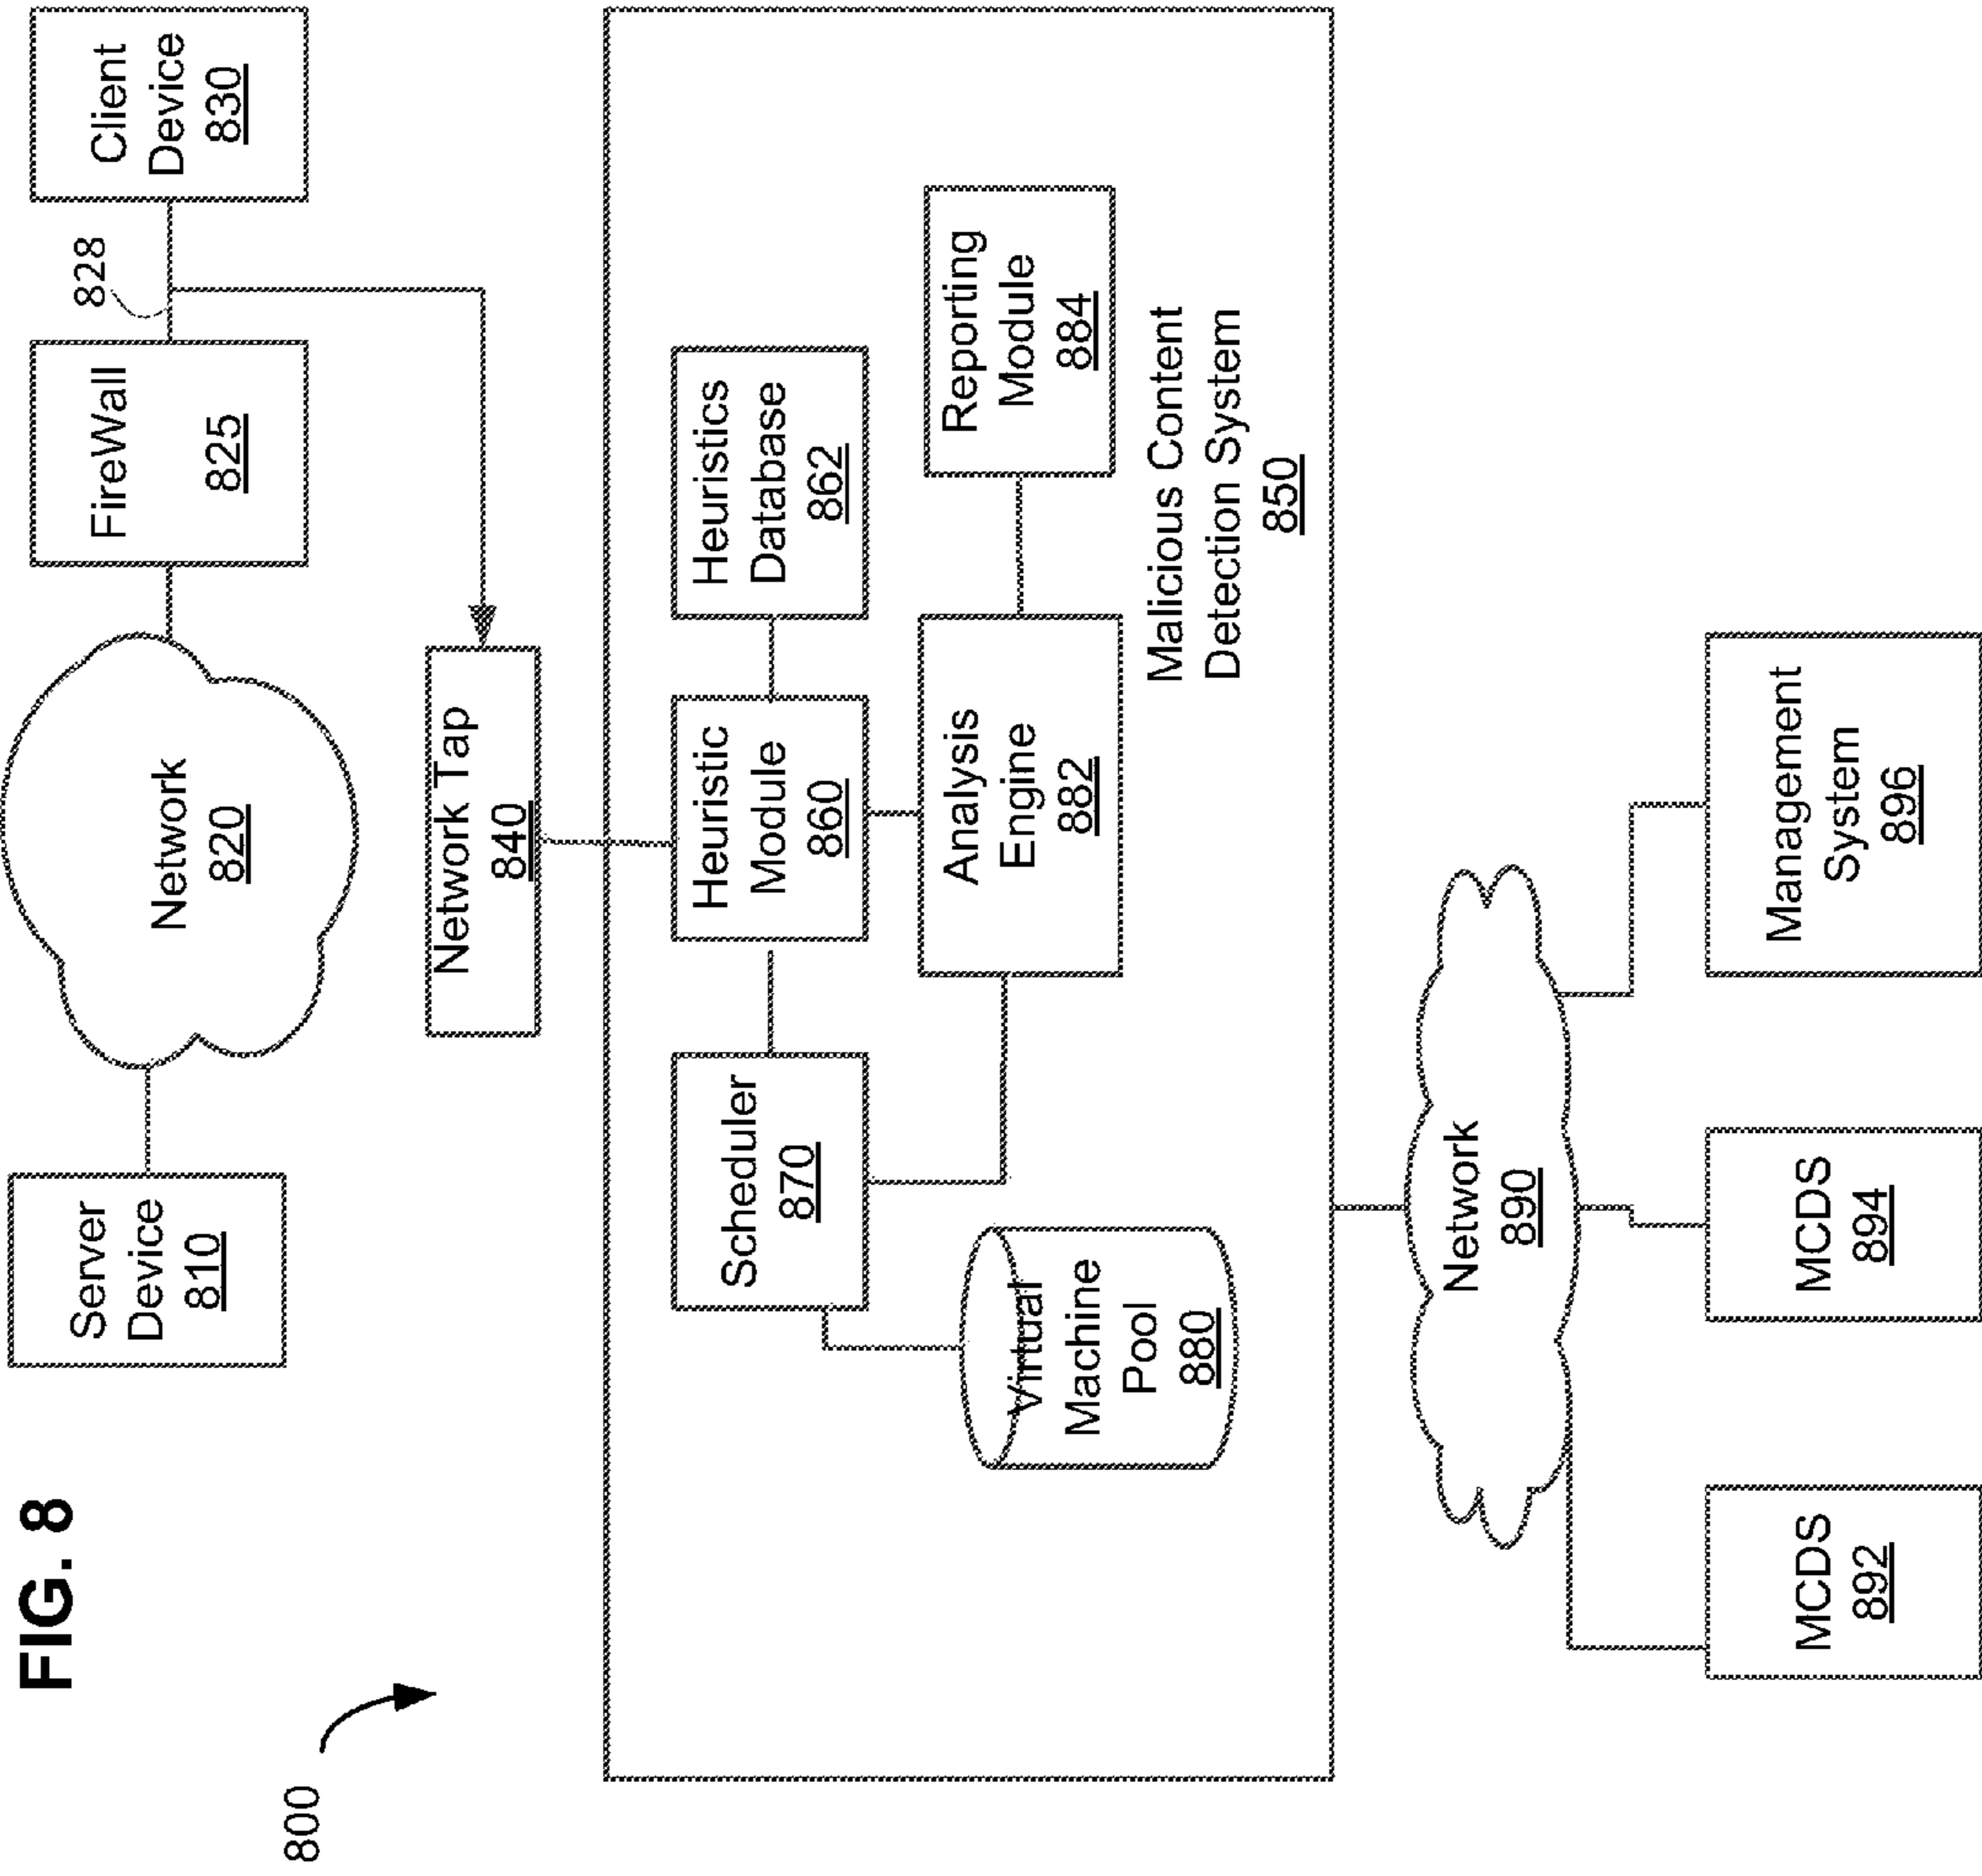 FIG. 8
800
Server
Device
810
Network
820
FireWall
825
828
Client
Device
830
Network Tap
840
Scheduler
870
Heuristic
Module
860
Heuristics
Database
862
Virtual
Machine
Pool
880
Analysis
Engine
882
Reporting
Module
884
Malicious Content
Detection System
850
Network
890
MCDS
892
MCDS
894
Management
System
896